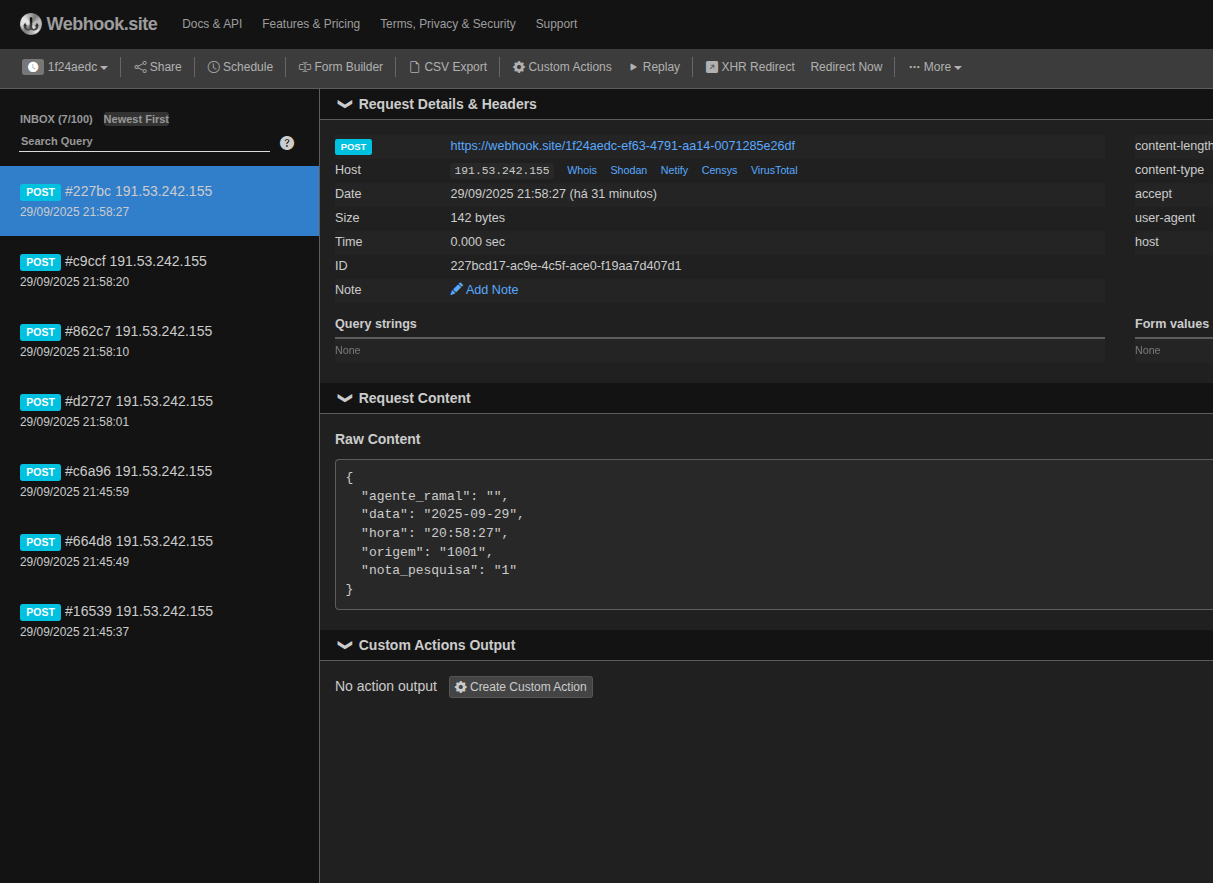 Webhook.site Docs & API Features & Pricing Terms, Privacy & Security Support
1f24aedc Share Schedule Form Builder CSV Export Custom Actions Replay XHR Redirect Redirect Now ··· More
INBOX (7/100) Newest First
Search Query ?
POST #227bc 191.53.242.155
29/09/2025 21:58:27
POST #c9ccf 191.53.242.155
29/09/2025 21:58:20
POST #862c7 191.53.242.155
29/09/2025 21:58:10
POST #d2727 191.53.242.155
29/09/2025 21:58:01
POST #c6a96 191.53.242.155
29/09/2025 21:45:59
POST #664d8 191.53.242.155
29/09/2025 21:45:49
POST #16539 191.53.242.155
29/09/2025 21:45:37
Request Details & Headers
POST https://webhook.site/1f24aedc-ef63-4791-aa14-0071285e26df
Host 191.53.242.155 Whois Shodan Netify Censys VirusTotal
Date 29/09/2025 21:58:27 (há 31 minutos)
Size 142 bytes
Time 0.000 sec
ID 227bcd17-ac9e-4c5f-ace0-f19aa7d407d1
Note Add Note
content-length
content-type
accept
user-agent
host
Query strings
None
Form values
None
Request Content
Raw Content
{
  "agente_ramal": "",
  "data": "2025-09-29",
  "hora": "20:58:27",
  "origem": "1001",
  "nota_pesquisa": "1"
}
Custom Actions Output
No action output Create Custom Action